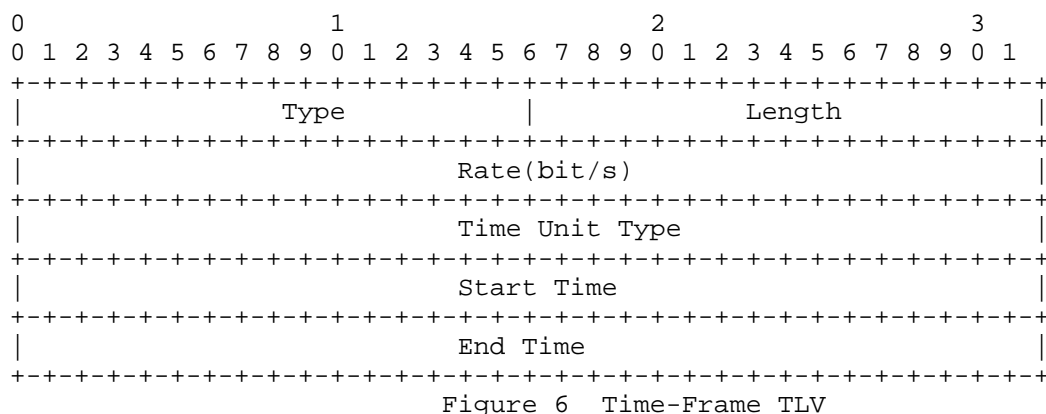 0                   1                   2                   3
0 1 2 3 4 5 6 7 8 9 0 1 2 3 4 5 6 7 8 9 0 1 2 3 4 5 6 7 8 9 0 1
+-+-+-+-+-+-+-+-+-+-+-+-+-+-+-+-+-+-+-+-+-+-+-+-+-+-+-+-+-+-+-+-+
|                Type           |             Length            |
+-+-+-+-+-+-+-+-+-+-+-+-+-+-+-+-+-+-+-+-+-+-+-+-+-+-+-+-+-+-+-+-+
|                           Rate(bit/s)                         |
+-+-+-+-+-+-+-+-+-+-+-+-+-+-+-+-+-+-+-+-+-+-+-+-+-+-+-+-+-+-+-+-+
|                           Time Unit Type                      |
+-+-+-+-+-+-+-+-+-+-+-+-+-+-+-+-+-+-+-+-+-+-+-+-+-+-+-+-+-+-+-+-+
|                           Start Time                          |
+-+-+-+-+-+-+-+-+-+-+-+-+-+-+-+-+-+-+-+-+-+-+-+-+-+-+-+-+-+-+-+-+
|                           End Time                            |
+-+-+-+-+-+-+-+-+-+-+-+-+-+-+-+-+-+-+-+-+-+-+-+-+-+-+-+-+-+-+-+-+
Figure 6  Time-Frame TLV